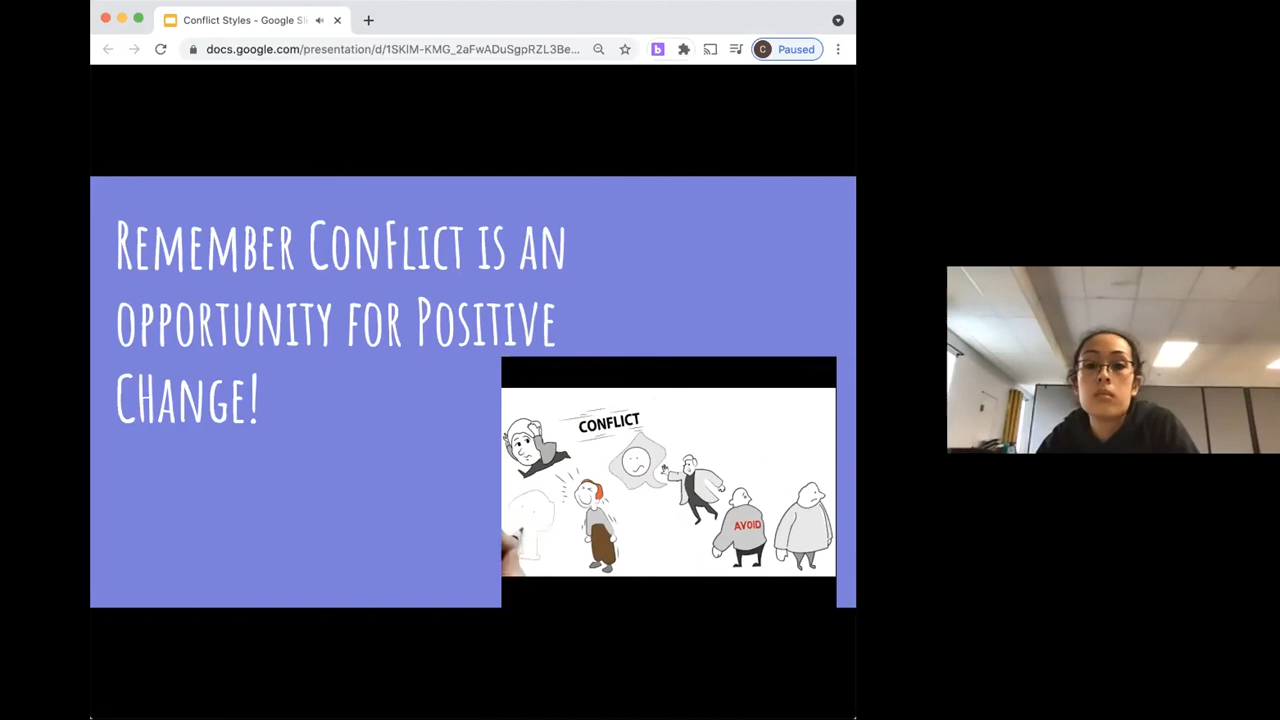 Conflict Styles - Google Sli
docs.google.com/presentation/d/1SKlM-KMG_2aFwADuSgpRZL3Be...
b
C Paused
Remember Conflict is an
opportunity for Positive
CHange!
CONFLICT
AVOID